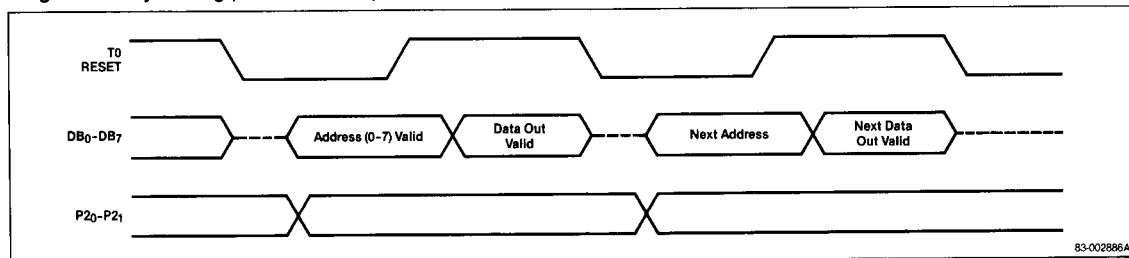 T0
RESET
DB0-DB7
Address (0–7) Valid
Data Out
Valid
Next Address
Next Data
Out Valid
P20-P21
83-002886A